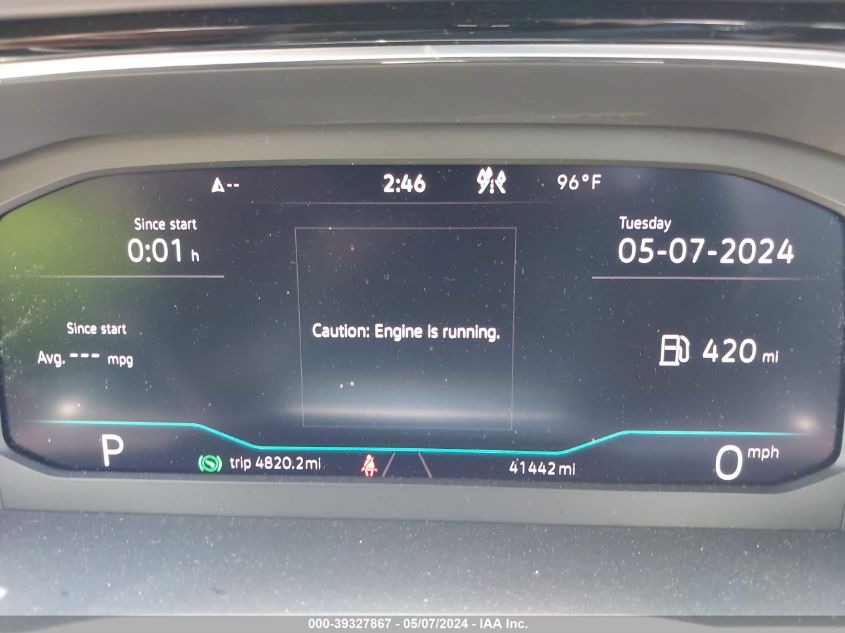 -- 2:46 96°F
Since start
0:01 h
Tuesday
05-07-2024
Caution: Engine is running.
Since start
Avg. --- mpg
420 mi
P
trip 4820.2mi
41442mi
0 mph
000-39327867 - 05/07/2024 - IAA Inc.